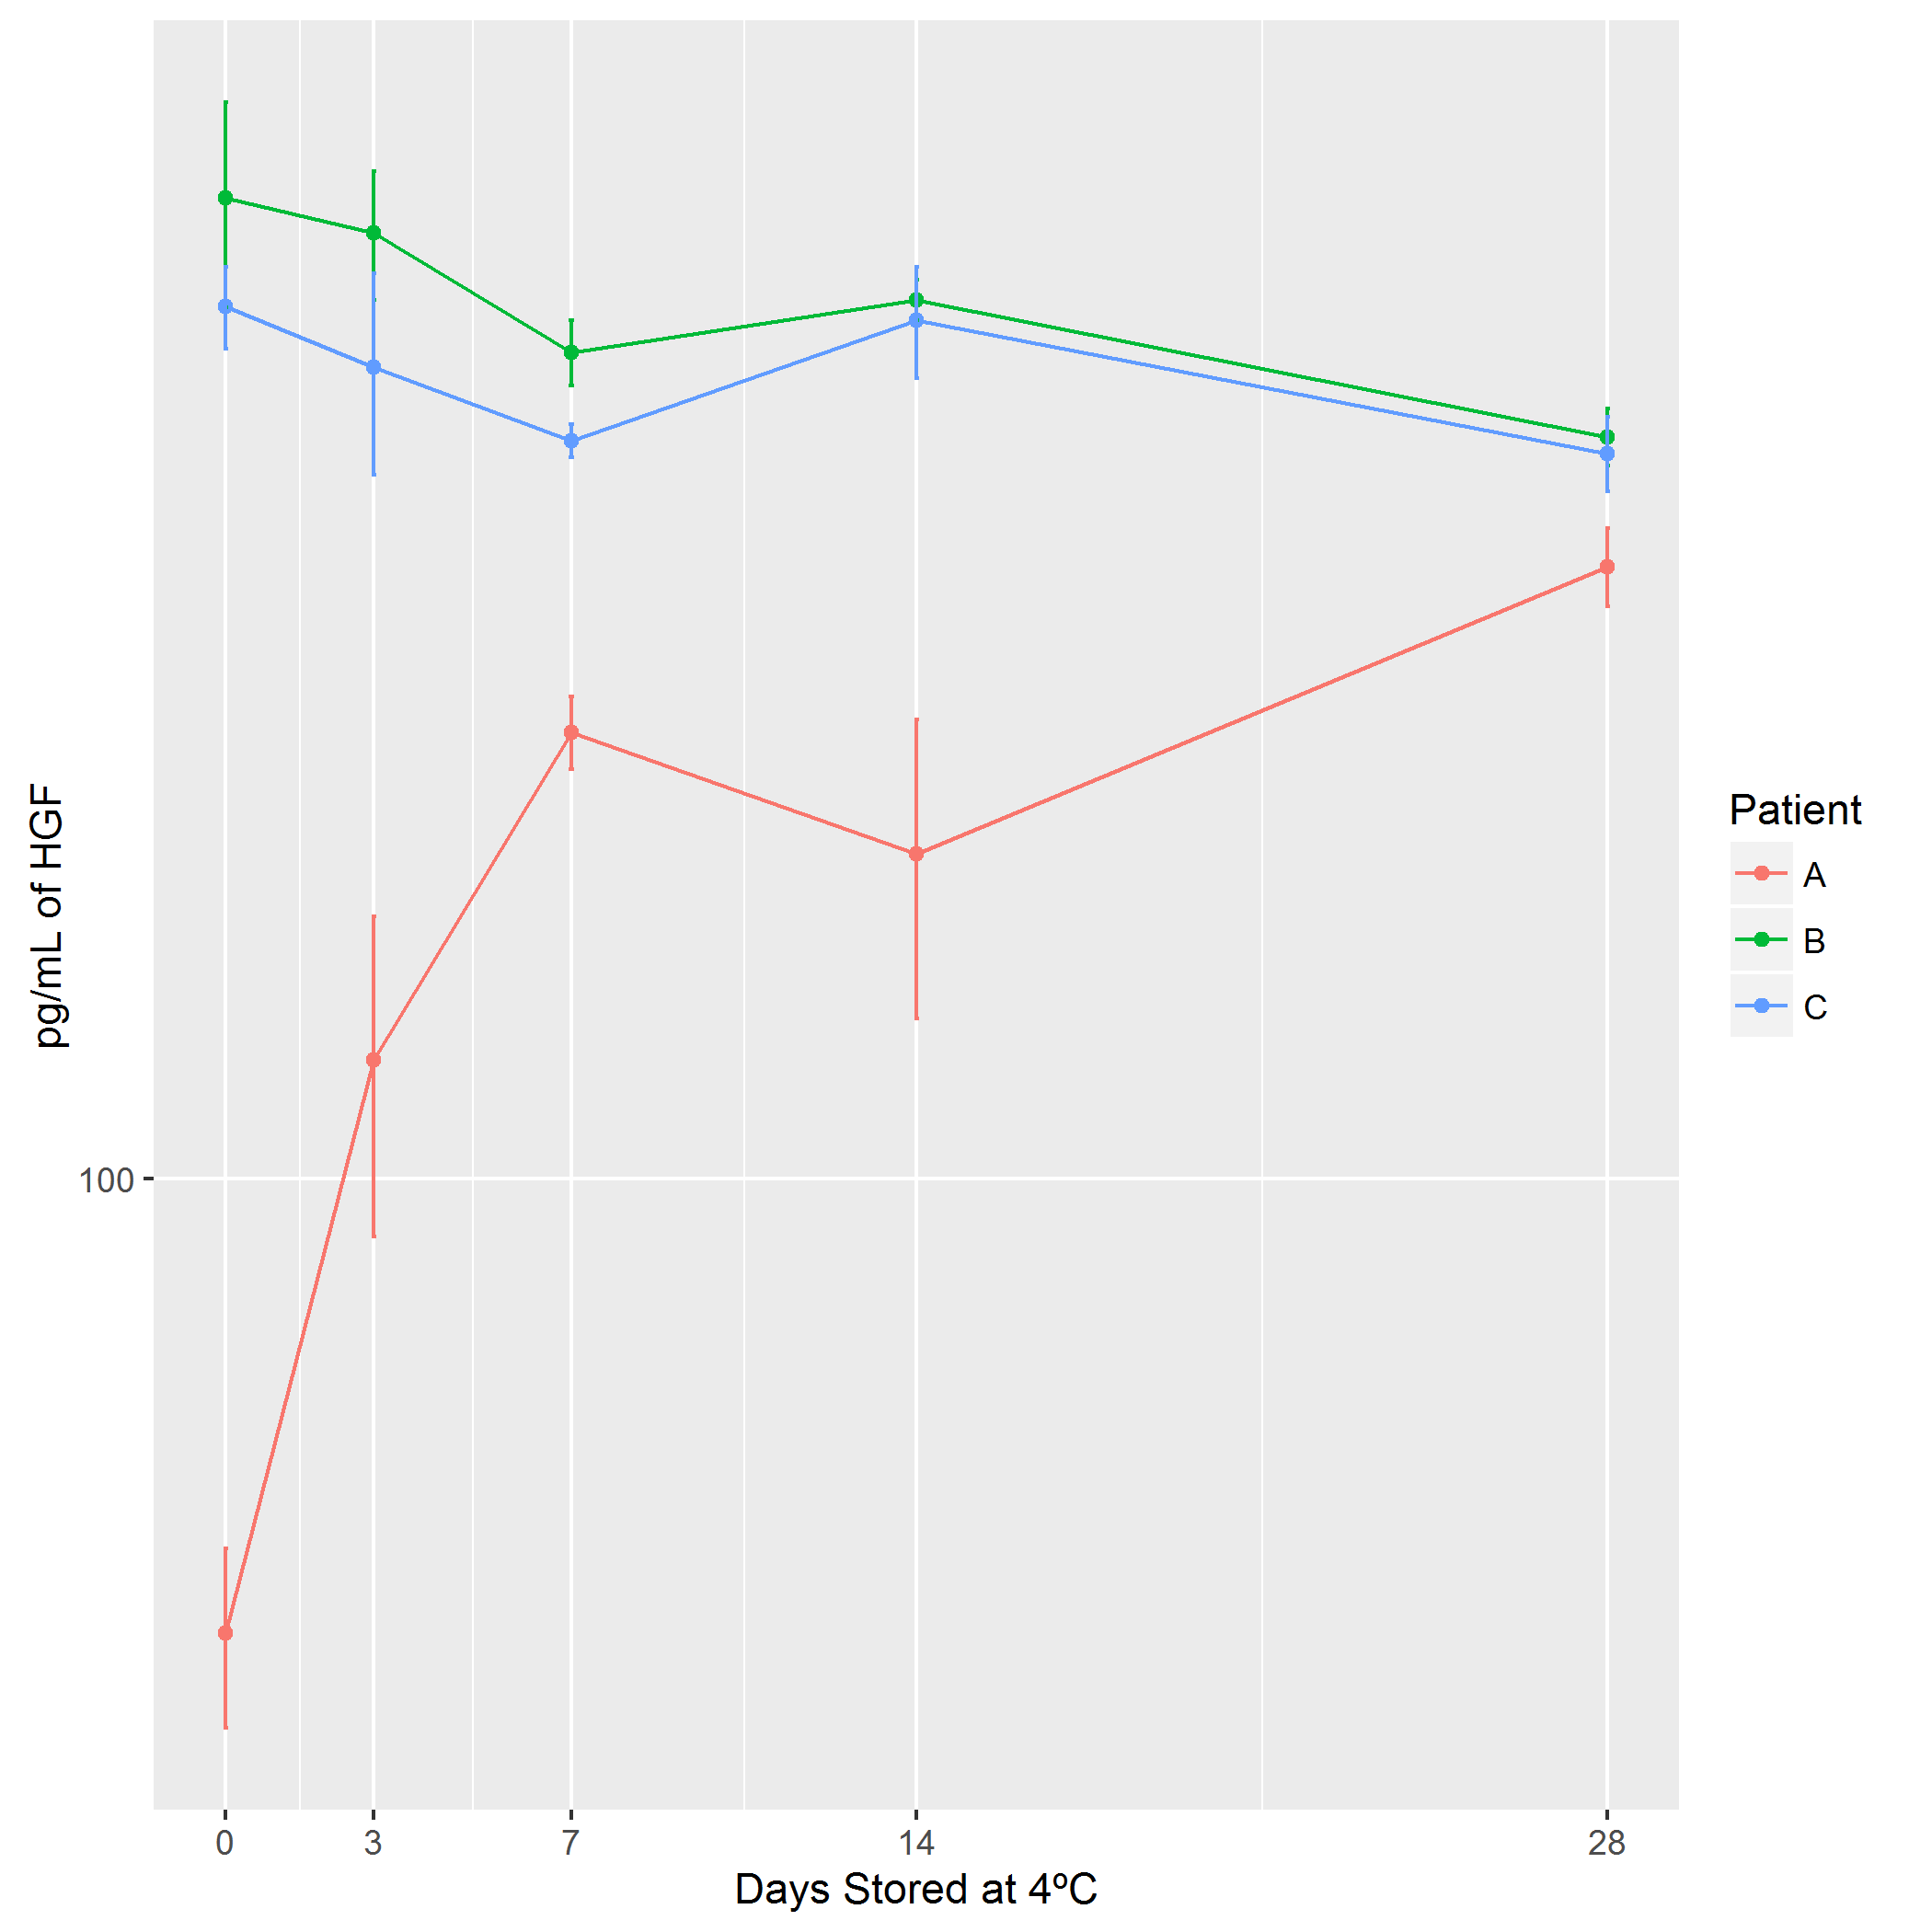 pg/mL of HGF
100
0 3 7 14 28
Days Stored at 4ºC
Patient
A
B
C